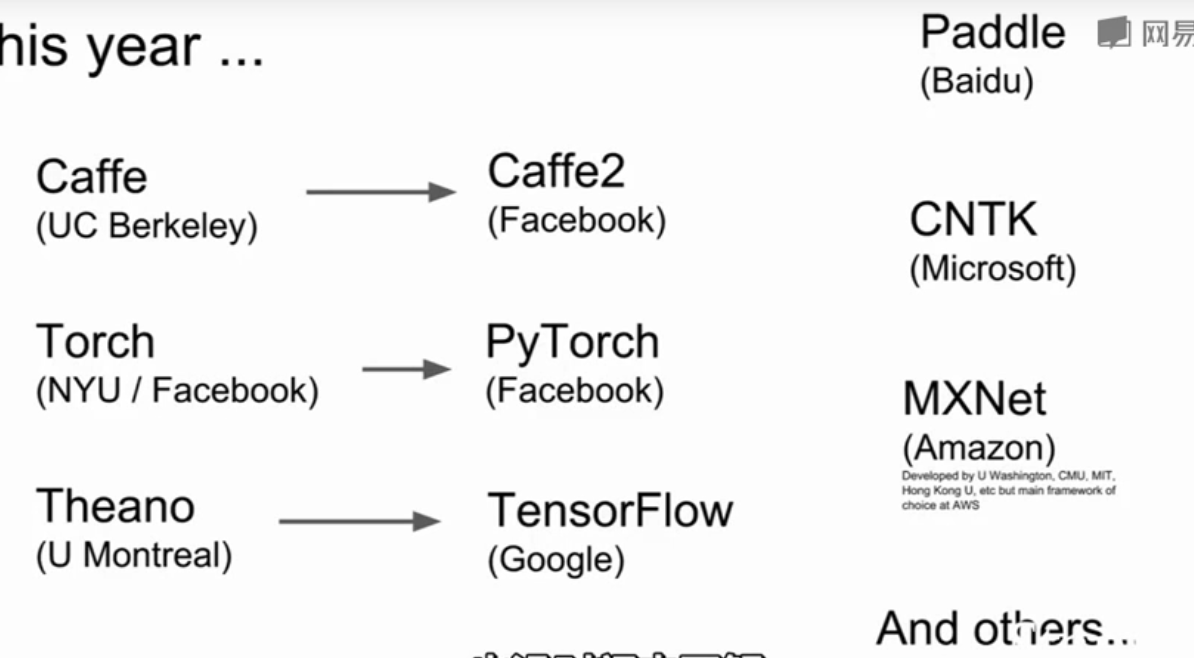 his year ...
Caffe
(UC Berkeley)
Caffe2
(Facebook)
Torch
(NYU / Facebook)
PyTorch
(Facebook)
Theano
(U Montreal)
TensorFlow
(Google)
Paddle
(Baidu)
网易
CNTK
(Microsoft)
MXNet
(Amazon)
Developed by U Washington, CMU, MIT,
Hong Kong U, etc but main framework of
choice at AWS
And others...